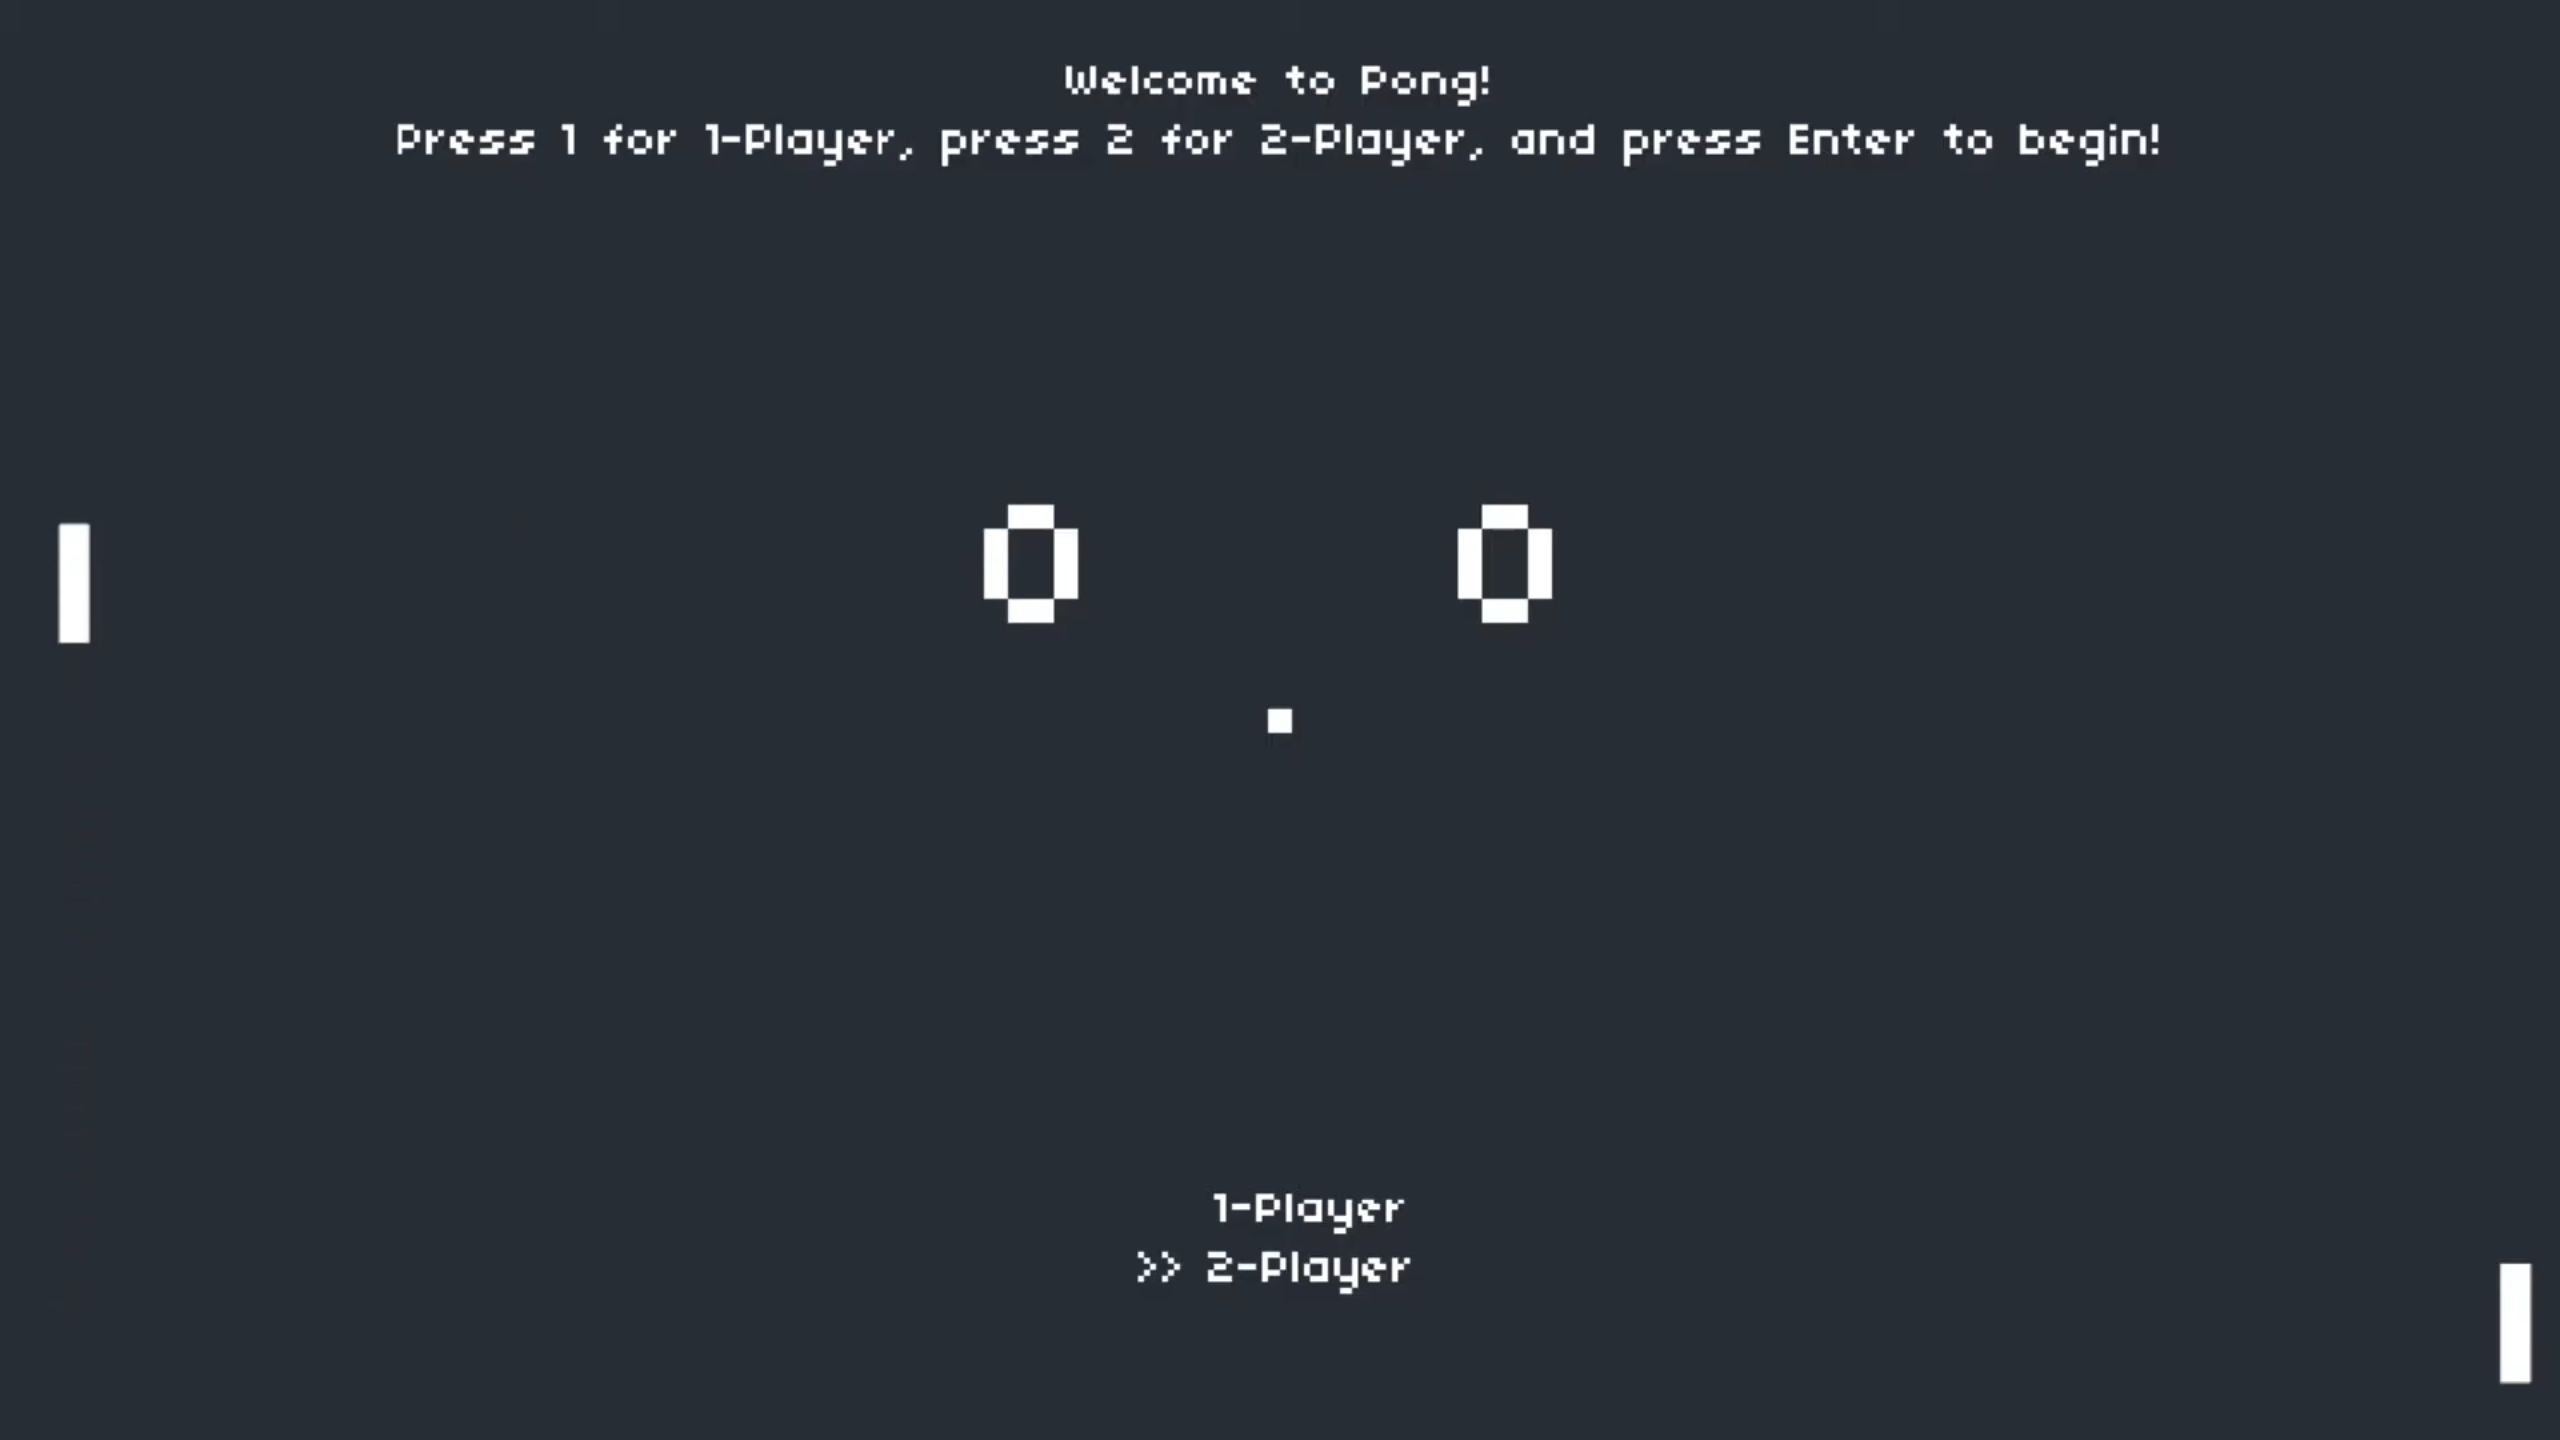 Welcome to Pong!
Press 1 for 1-Player, press 2 for 2-Player, and press Enter to begin!
0 0
1-Player
>> 2-Player